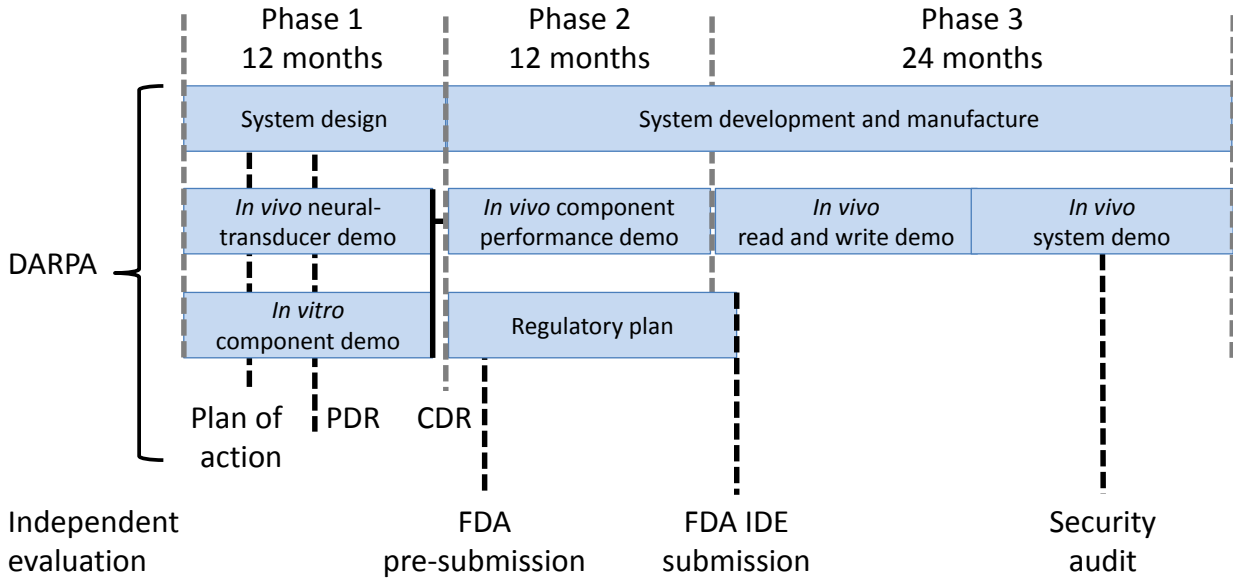 Phase 1
12 months
Phase 2
12 months
Phase 3
24 months
System design
System development and manufacture
In vivo neural-
transducer demo
In vivo component
performance demo
In vivo
read and write demo
In vivo
system demo
DARPA
In vitro
component demo
Regulatory plan
Plan of
action
PDR
CDR
Independent
evaluation
FDA
pre-submission
FDA IDE
submission
Security
audit